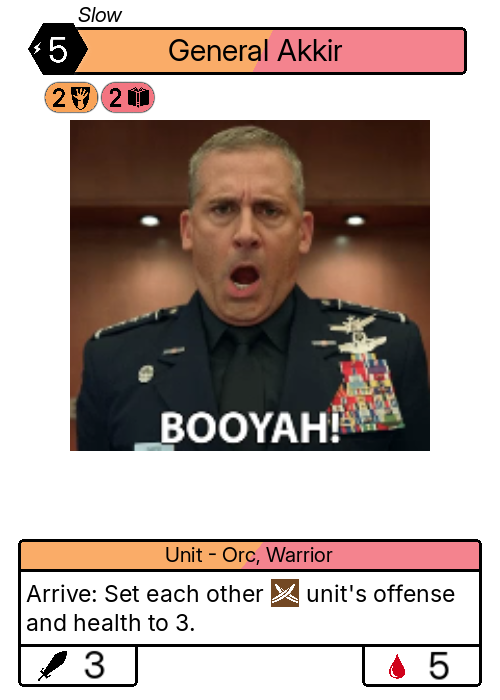 Slow
5
General Akkir
2 2
BOOYAH!
Unit - Orc, Warrior
Arrive: Set each other unit's offense
and health to 3.
3 5